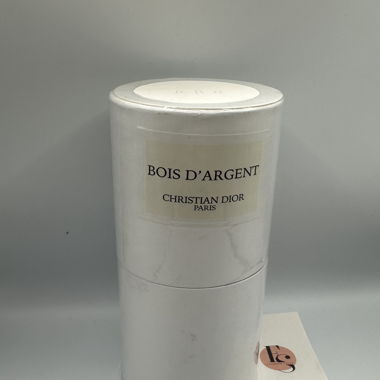 BOIS D'ARGENT
CHRISTIAN DIOR
PARIS